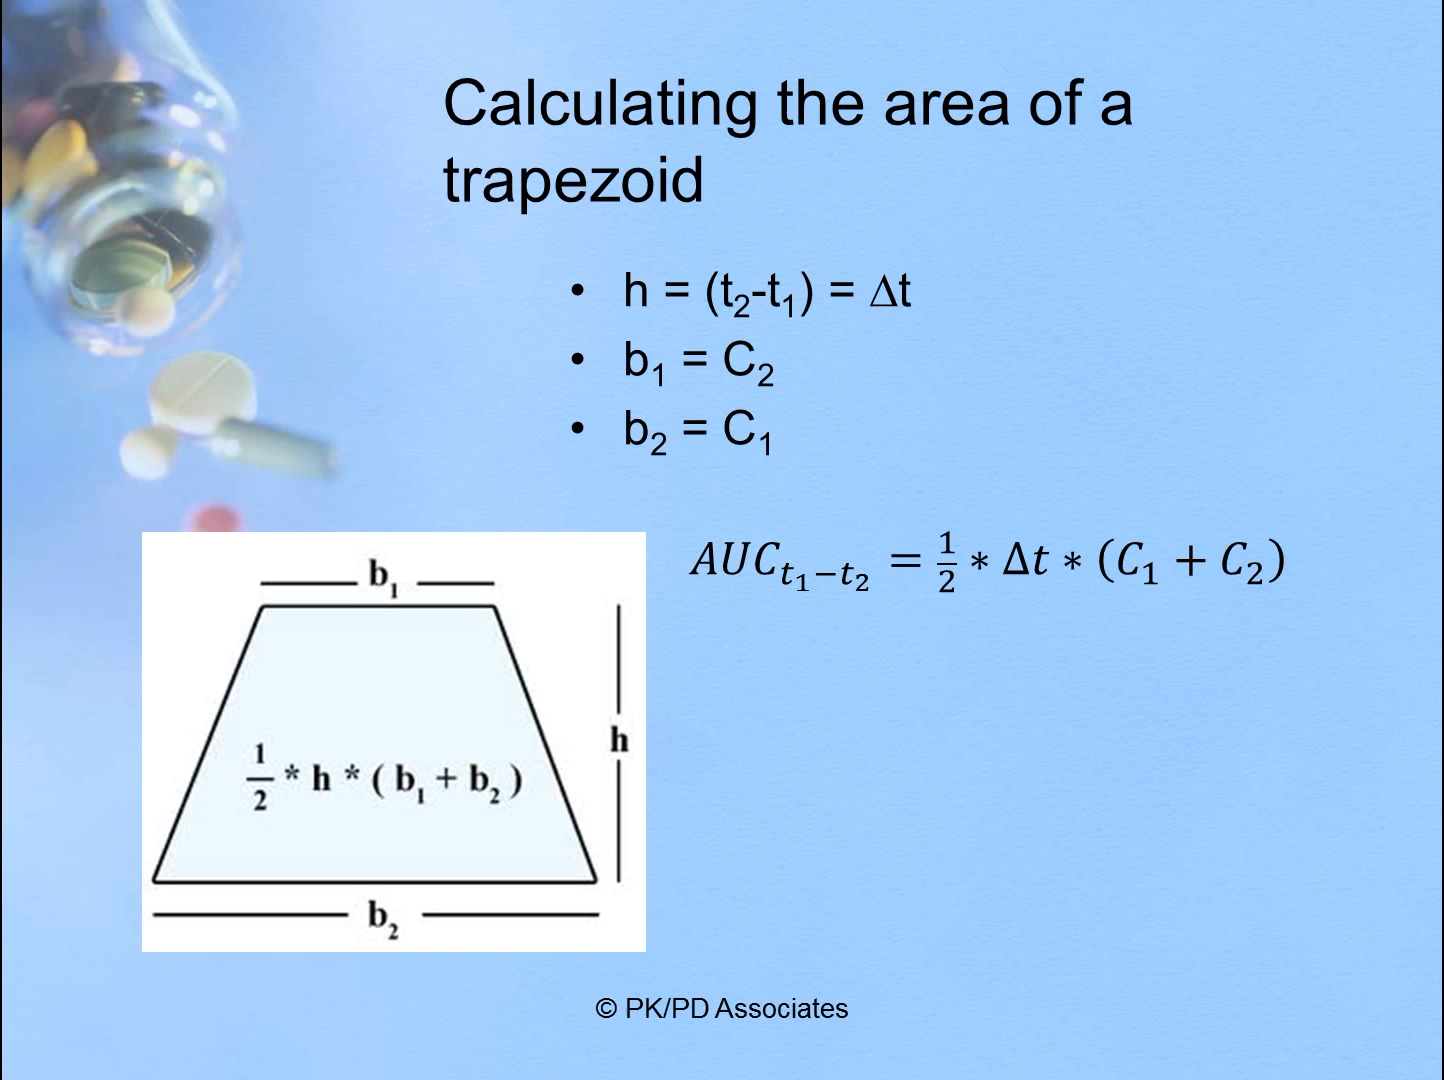 Calculating the area of a
trapezoid
• h = (t₂-t₁) = Δt
• b₁ = C₂
• b₂ = C₁
𝐴𝑈𝐶ₜ₁₋ₜ₂ = ½ ∗ Δ𝑡 ∗ (𝐶₁ + 𝐶₂)
b₁
h
½ * h * ( b₁ + b₂ )
b₂
© PK/PD Associates